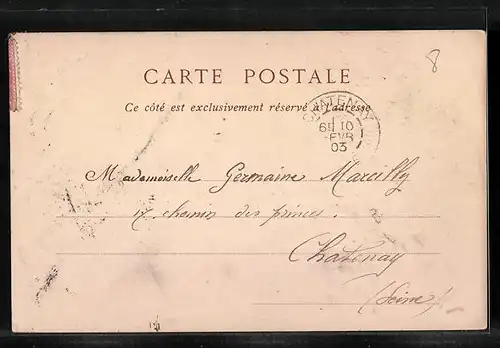 8
CARTE POSTALE
Ce côté est exclusivement réservé à l'adresse
CHATENAY
10
FEVR
03
Mademoiselle Germaine Marcilly
17 chemin des princes.
Chatenay
(Seine)